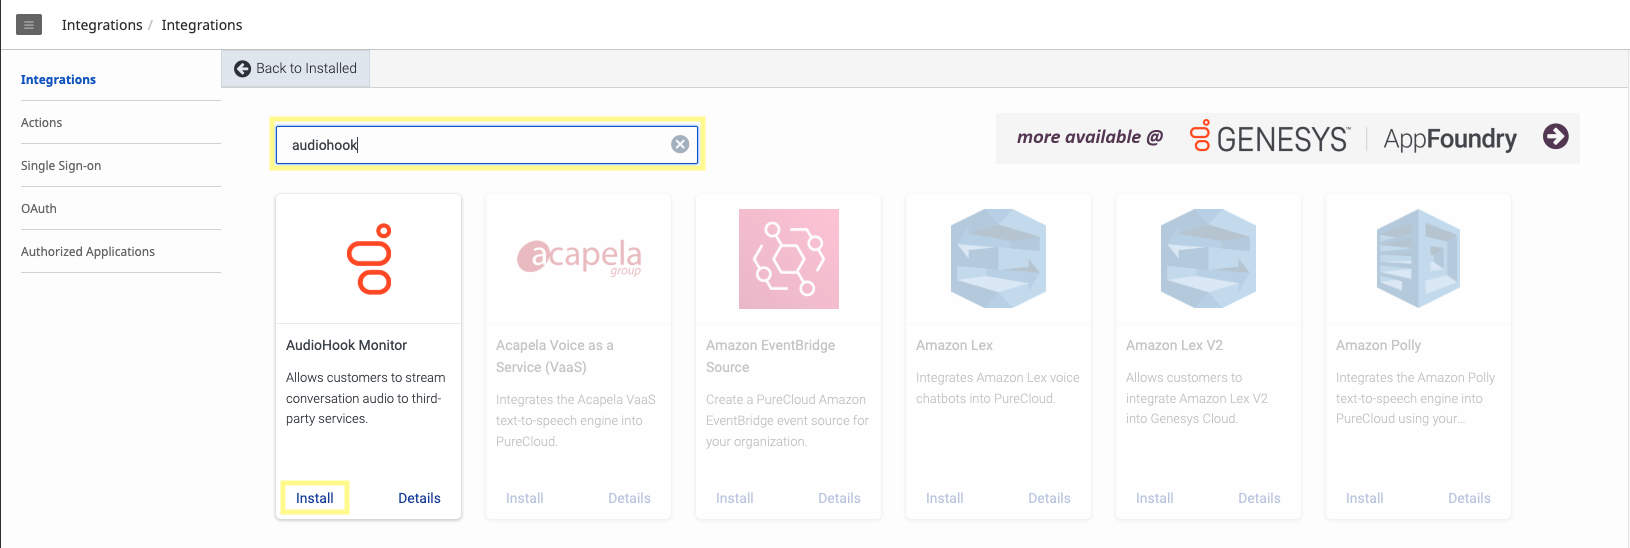 Integrations / Integrations
Integrations
Actions
Single Sign-on
OAuth
Authorized Applications
Back to Installed
audiohook
more available @ GENESYS™ | AppFoundry
AudioHook Monitor
Allows customers to stream
conversation audio to third-
party services.
Install Details
acapela
group
Acapela Voice as a
Service (VaaS)
Integrates the Acapela VaaS
text-to-speech engine into
PureCloud.
Install Details
Amazon EventBridge
Source
Create a PureCloud Amazon
EventBridge event source for
your organization.
Install Details
Amazon Lex
Integrates Amazon Lex voice
chatbots into PureCloud.
Install Details
Amazon Lex V2
Allows customers to
integrate Amazon Lex V2
into Genesys Cloud.
Install Details
Amazon Polly
Integrates the Amazon Polly
text-to-speech engine into
PureCloud using your...
Install Details